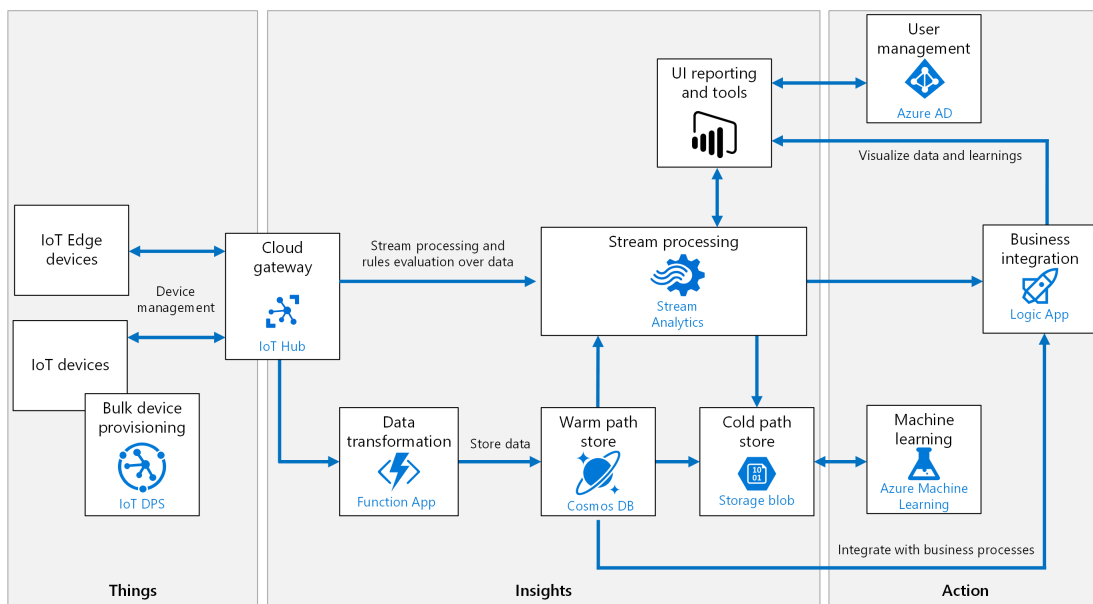 User
management
Azure AD
UI reporting
and tools
Visualize data and learnings
IoT Edge
devices
Cloud
gateway
IoT Hub
Stream processing and
rules evaluation over data
Stream processing
Stream
Analytics
Business
integration
Logic App
Device
management
IoT devices
Bulk device
provisioning
IoT DPS
Data
transformation
Function App
Store data
Warm path
store
Cosmos DB
Cold path
store
10
01
Storage blob
Machine
learning
Azure Machine
Learning
Integrate with business processes
Things
Insights
Action